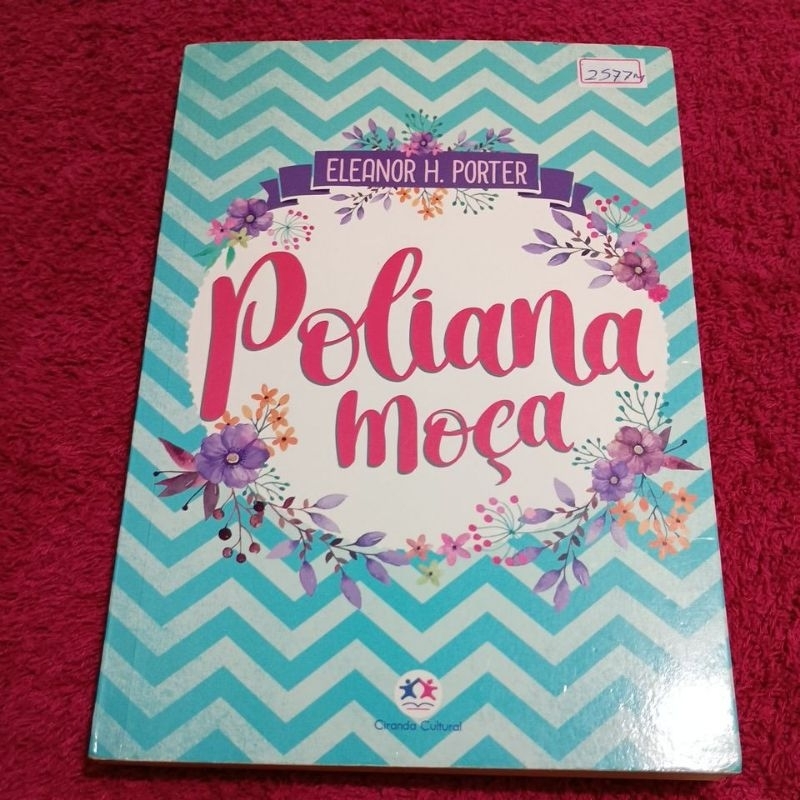 2577
ELEANOR H. PORTER
Poliana
moça
Ciranda Cultural